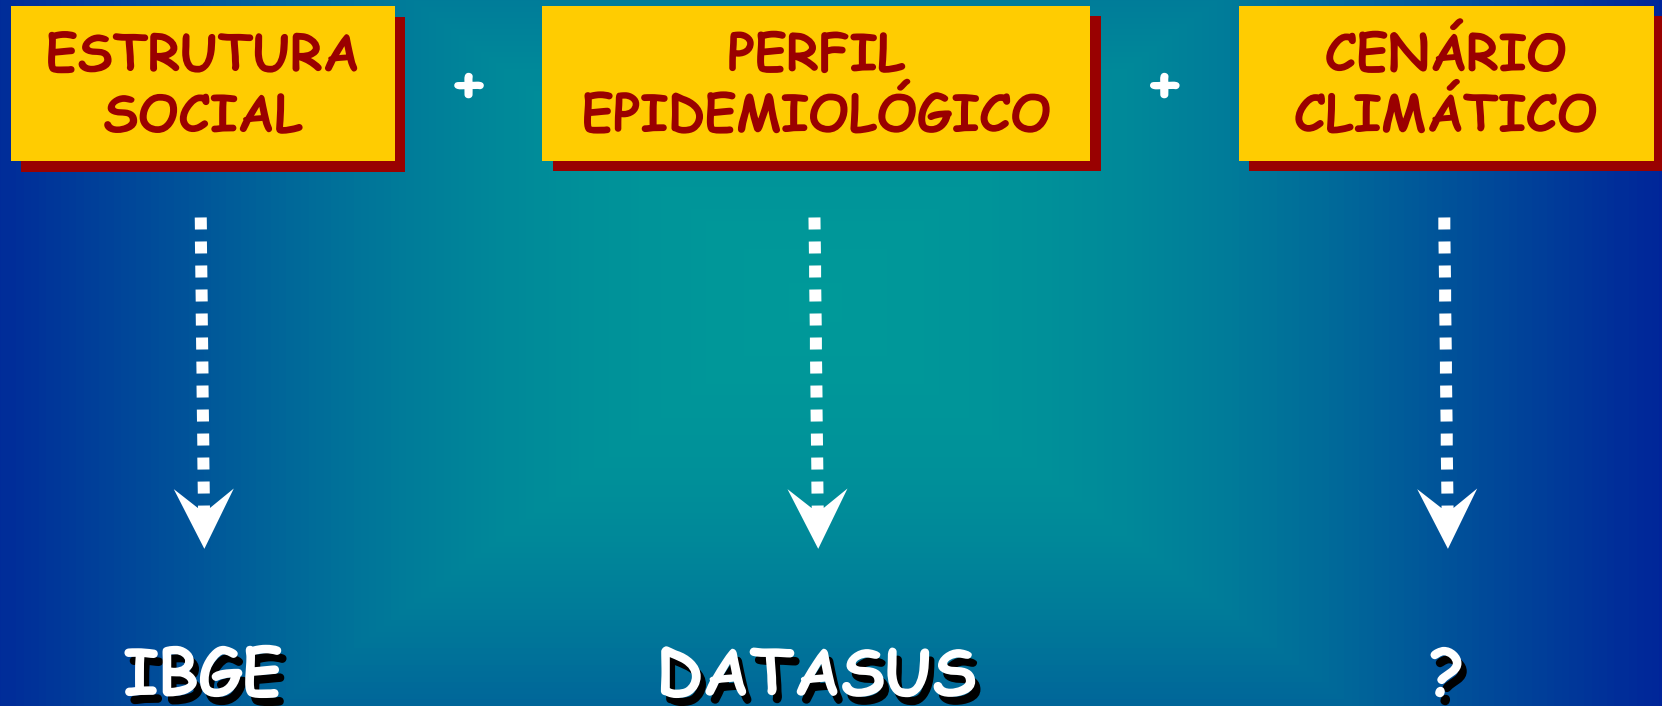 ESTRUTURA
SOCIAL
+
PERFIL
EPIDEMIOLÓGICO
+
CENÁRIO
CLIMÁTICO
IBGE
DATASUS
?